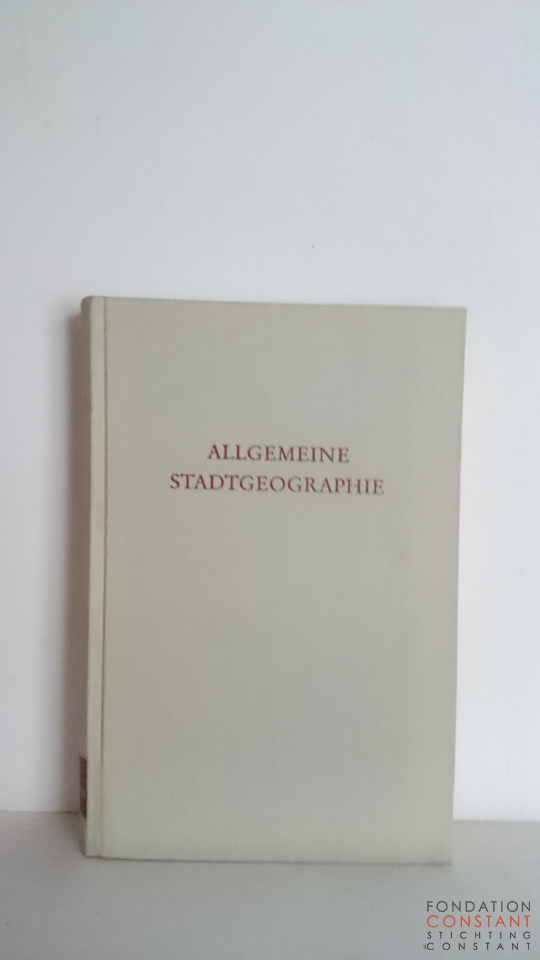 ALLGEMEINE
STADTGEOGRAPHIE
FONDATION
CONSTANT
STICHTING
CONSTANT